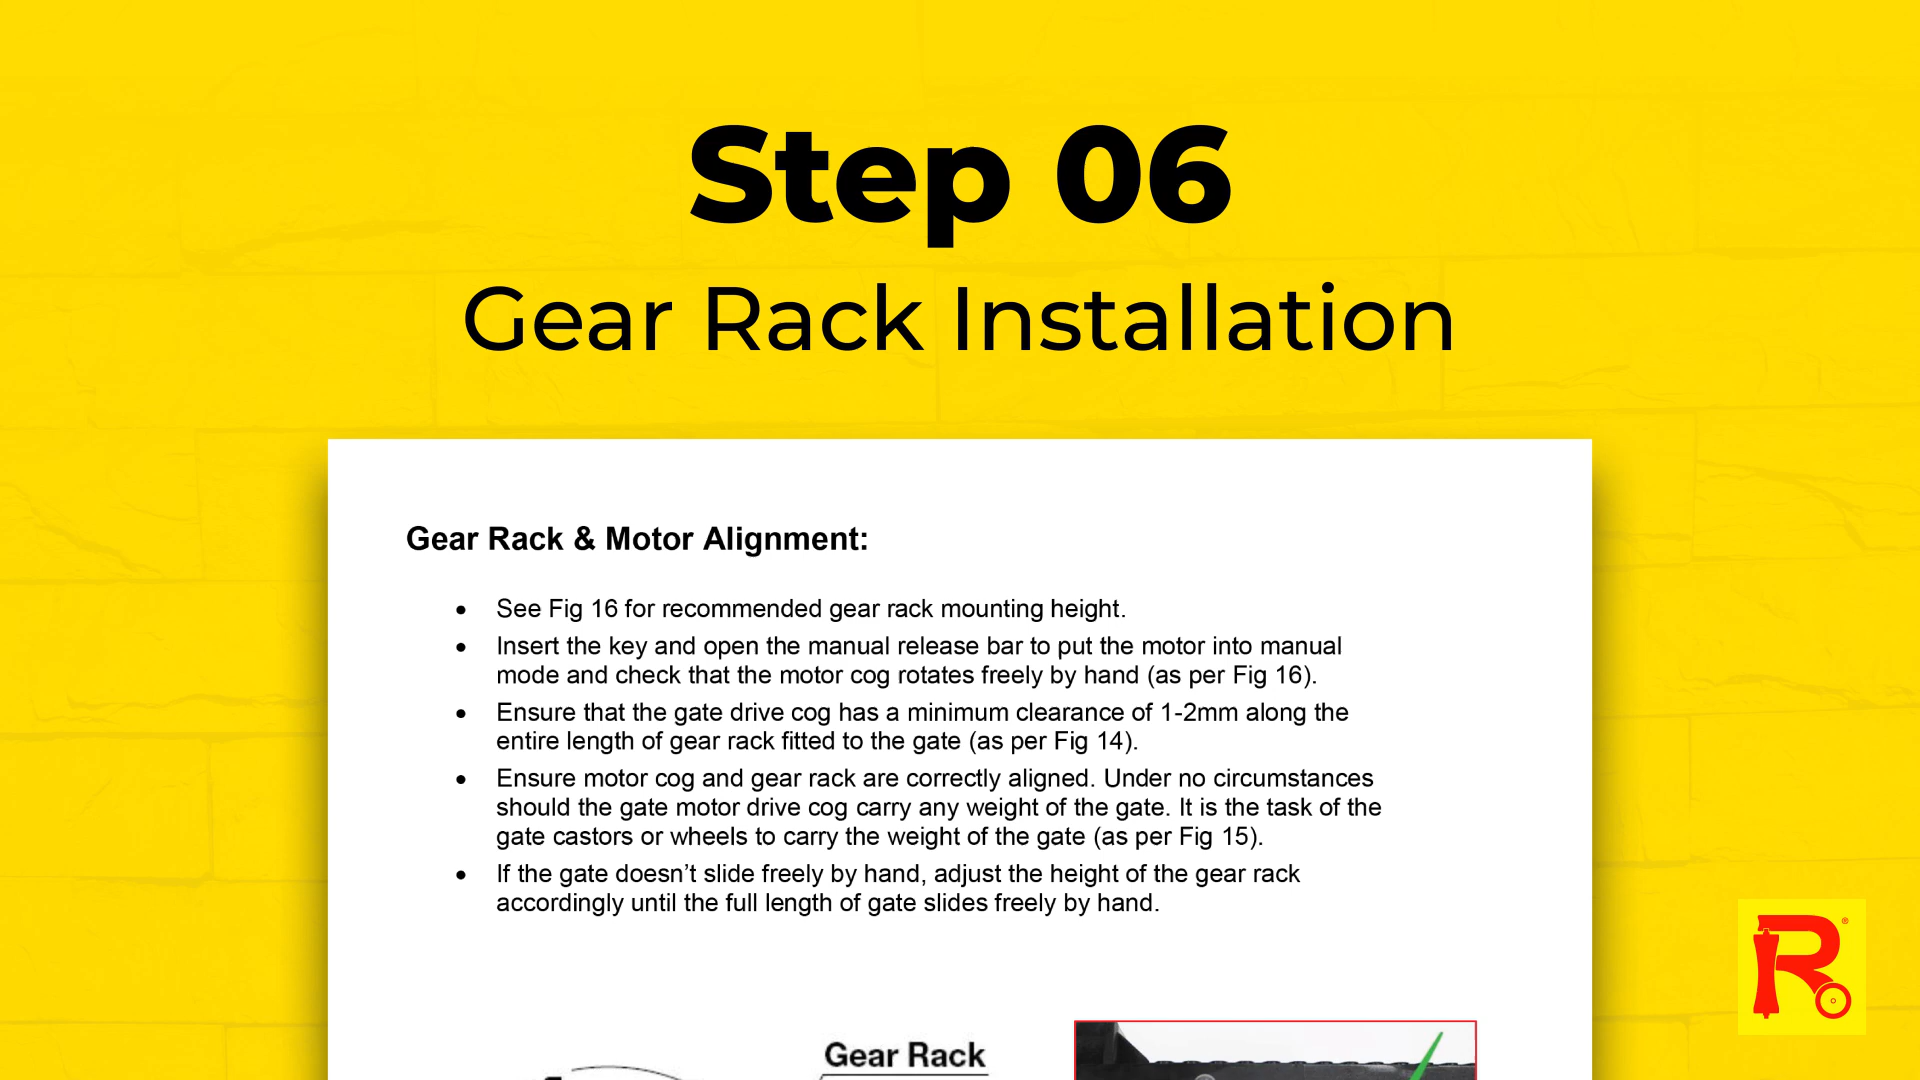 Step 06
Gear Rack Installation
Gear Rack & Motor Alignment:
• See Fig 16 for recommended gear rack mounting height.
• Insert the key and open the manual release bar to put the motor into manual
mode and check that the motor cog rotates freely by hand (as per Fig 16).
• Ensure that the gate drive cog has a minimum clearance of 1-2mm along the
entire length of gear rack fitted to the gate (as per Fig 14).
• Ensure motor cog and gear rack are correctly aligned. Under no circumstances
should the gate motor drive cog carry any weight of the gate. It is the task of the
gate castors or wheels to carry the weight of the gate (as per Fig 15).
• If the gate doesn’t slide freely by hand, adjust the height of the gear rack
accordingly until the full length of gate slides freely by hand.
R®
Gear Rack